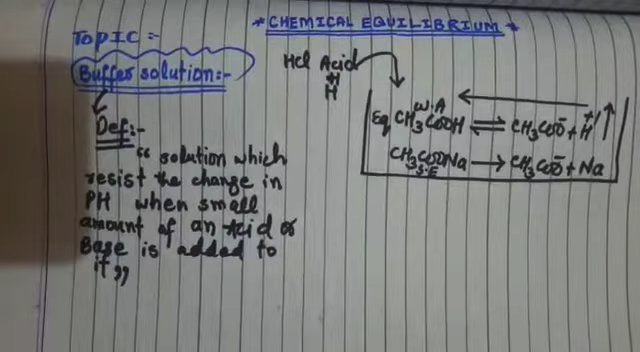 * CHEMICAL EQUILIBRIUM *
TOPIC :-
Buffer solution:-
Def:-
“ solution which
resist the change in
PH when small
amount of an Acid or
Base is added to
it ”
HCl Acid
H+
H
W.A
Eq CH3COOH ⇌ CH3COO- + H+
CH3COONa → CH3COO- + Na
S.E